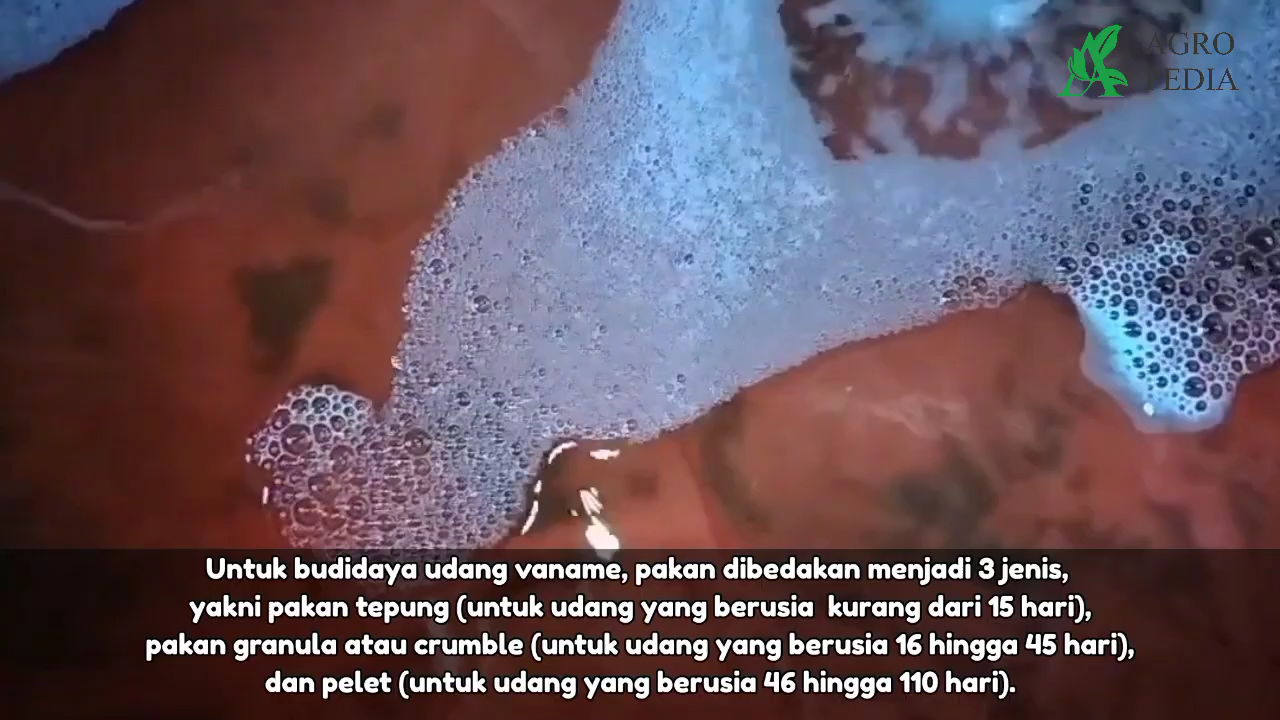 AGRO
Untuk budidaya udang vaname, pakan dibedakan menjadi 3 jenis,
yakni pakan tepung (untuk udang yang berusia kurang dari 15 hari),
pakan granula atau crumble (untuk udang yang berusia 16 hingga 45 hari),
dan pelet (untuk udang yang berusia 46 hingga 110 hari).